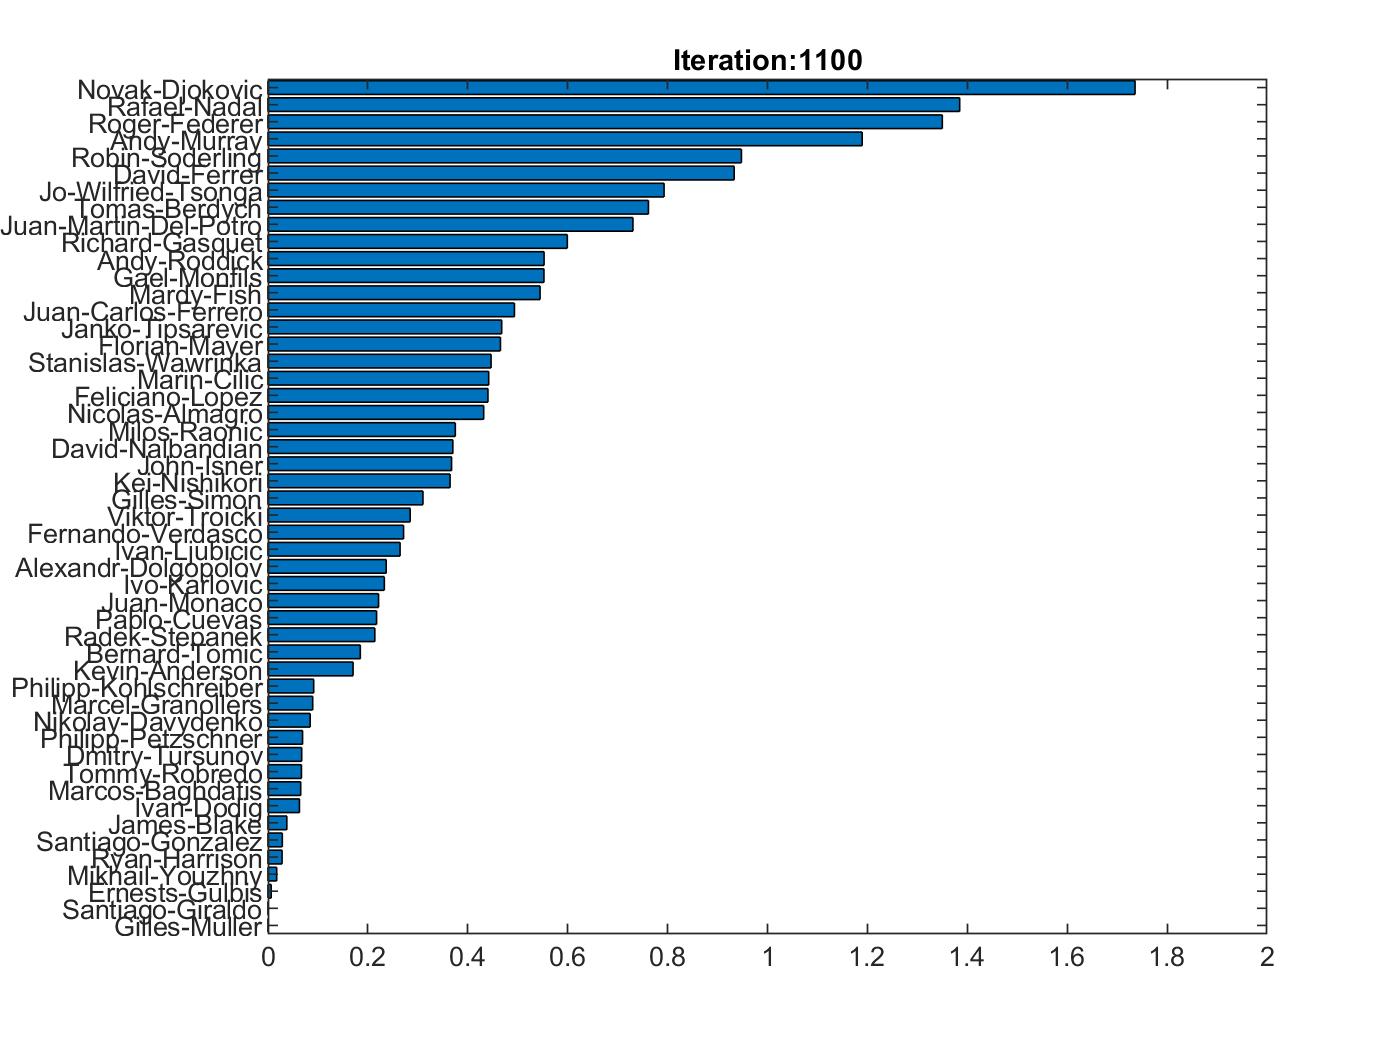 Iteration:1100
Novak-Djokovic
Rafael-Nadal
Roger-Federer
Andy-Murray
Robin-Soderling
David-Ferrer
Jo-Wilfried-Tsonga
Tomas-Berdych
Juan-Martin-Del-Potro
Richard-Gasquet
Andy-Roddick
Gael-Monfils
Mardy-Fish
Juan-Carlos-Ferrero
Janko-Tipsarevic
Florian-Mayer
Stanislas-Wawrinka
Marin-Cilic
Feliciano-Lopez
Nicolas-Almagro
Milos-Raonic
David-Nalbandian
John-Isner
Kei-Nishikori
Gilles-Simon
Viktor-Troicki
Fernando-Verdasco
Ivan-Ljubicic
Alexandr-Dolgopolov
Ivo-Karlovic
Juan-Monaco
Pablo-Cuevas
Radek-Stepanek
Bernard-Tomic
Kevin-Anderson
Philipp-Kohlschreiber
Marcel-Granollers
Nikolay-Davydenko
Philipp-Petzschner
Dmitry-Tursunov
Tommy-Robredo
Marcos-Baghdatis
Ivan-Dodig
James-Blake
Santiago-Gonzalez
Ryan-Harrison
Mikhail-Youzhny
Ernests-Gulbis
Santiago-Giraldo
Gilles-Muller
0 0.2 0.4 0.6 0.8 1 1.2 1.4 1.6 1.8 2